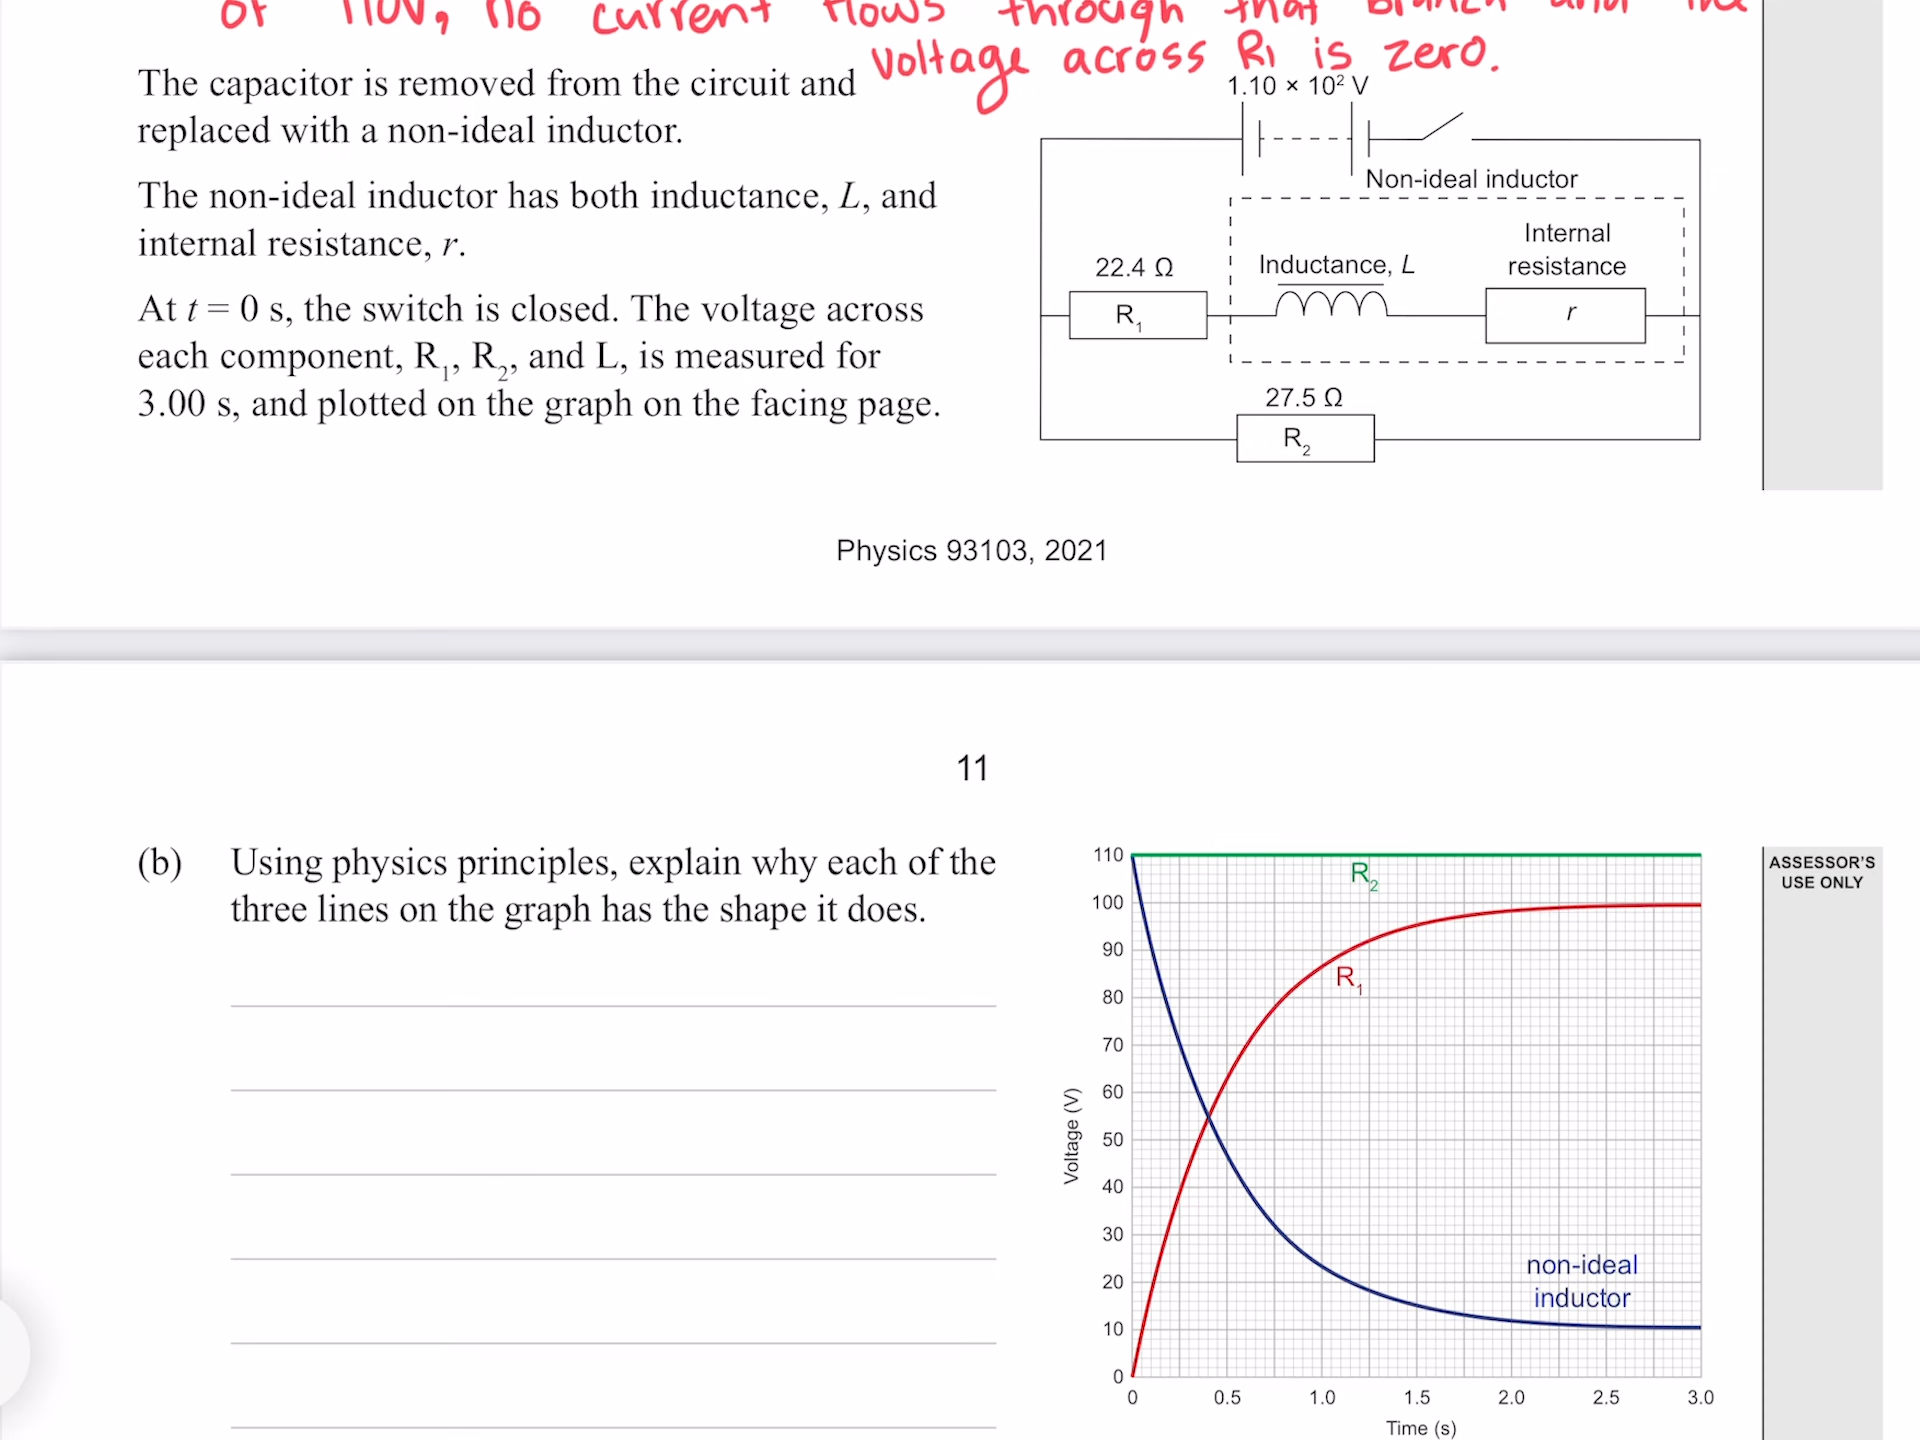 of 110V, no current flows through that branch and the
voltage across R1 is zero.
The capacitor is removed from the circuit and
replaced with a non-ideal inductor.
The non-ideal inductor has both inductance, L, and
internal resistance, r.
At t = 0 s, the switch is closed. The voltage across
each component, R₁, R₂, and L, is measured for
3.00 s, and plotted on the graph on the facing page.
1.10 × 10² V
Non-ideal inductor
Internal
resistance
22.4 Ω
Inductance, L
R₁
r
27.5 Ω
R₂
Physics 93103, 2021
11
(b) Using physics principles, explain why each of the
three lines on the graph has the shape it does.
ASSESSOR'S
USE ONLY
110
100
90
80
70
60
50
40
30
20
10
0
Voltage (V)
R₂
R₁
non-ideal
inductor
0 0.5 1.0 1.5 2.0 2.5 3.0
Time (s)